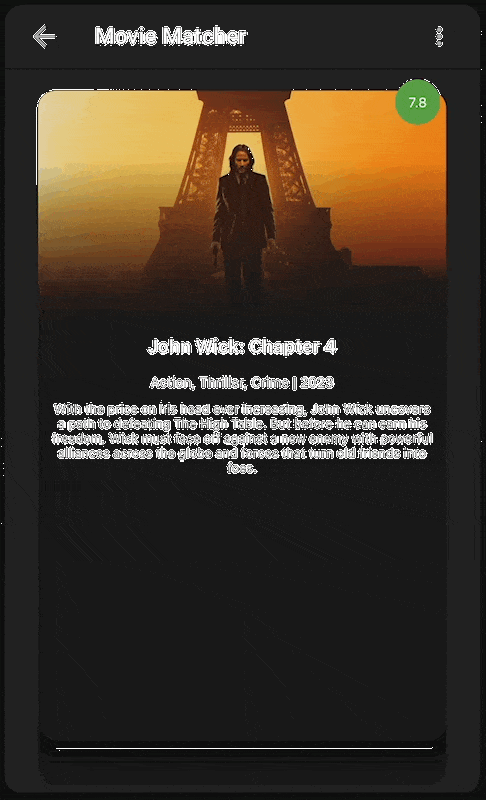 Movie Matcher
7.8
John Wick: Chapter 4
Action, Thriller, Crime | 2023
With the price on his head ever increasing, John Wick uncovers
a path to defeating The High Table. But before he can earn his
freedom, Wick must face off against a new enemy with powerful
alliances across the globe and forces that turn old friends into
foes.